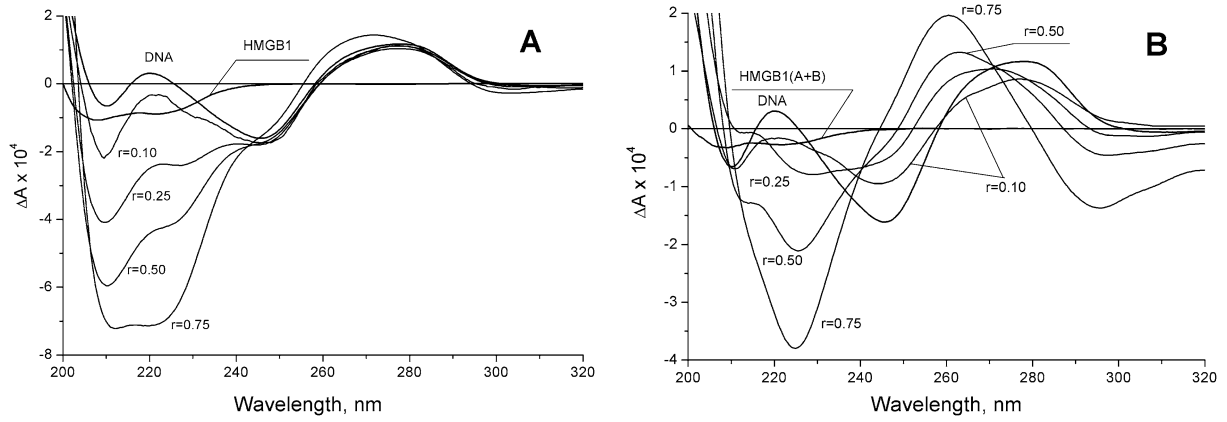 A
HMGB1
DNA
r=0.10
r=0.25
r=0.50
r=0.75
ΔA x 10⁴
2
0
-2
-4
-6
-8
200
220
240
260
280
300
320
Wavelength, nm
B
r=0.75
r=0.50
HMGB1(A+B)
DNA
r=0.25
r=0.10
r=0.50
r=0.75
ΔA x 10⁴
2
1
0
-1
-2
-3
-4
200
220
240
260
280
300
320
Wavelength, nm